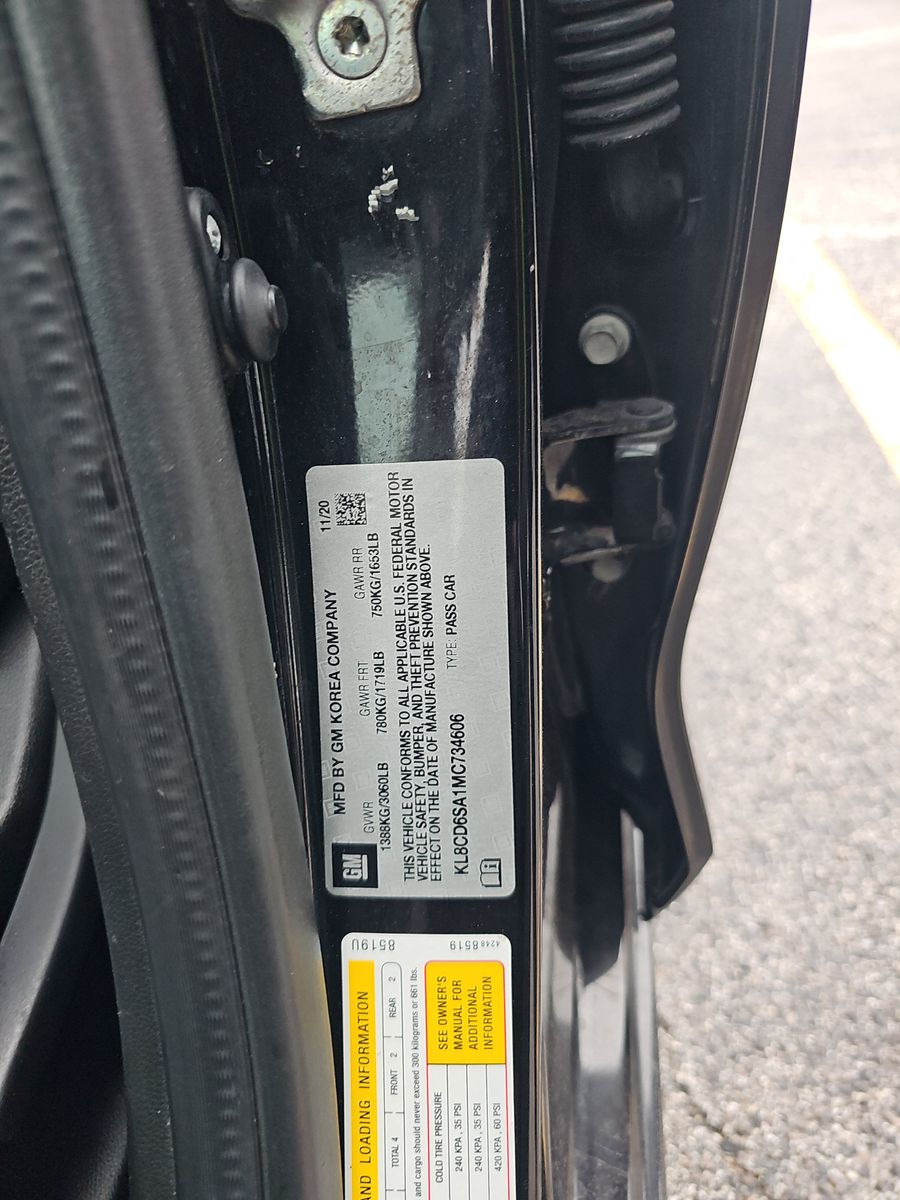 MFD BY GM KOREA COMPANY 11/20
GM
GVWR GAWR FRT GAWR RR
1388KG/3060LB 780KG/1719LB 750KG/1653LB
THIS VEHICLE CONFORMS TO ALL APPLICABLE U.S. FEDERAL MOTOR
VEHICLE SAFETY, BUMPER, AND THEFT PREVENTION STANDARDS IN
EFFECT ON THE DATE OF MANUFACTURE SHOWN ABOVE.
KL8CD6SA1MC734606 TYPE: PASS CAR
8519U
AND LOADING INFORMATION
TOTAL 4 FRONT 2 REAR 2
and cargo should never exceed 300 kilograms or 661 lbs.
COLD TIRE PRESSURE
240 KPA , 35 PSI
240 KPA , 35 PSI
420 KPA , 60 PSI
SEE OWNER'S
MANUAL FOR
ADDITIONAL
INFORMATION
4248 8519